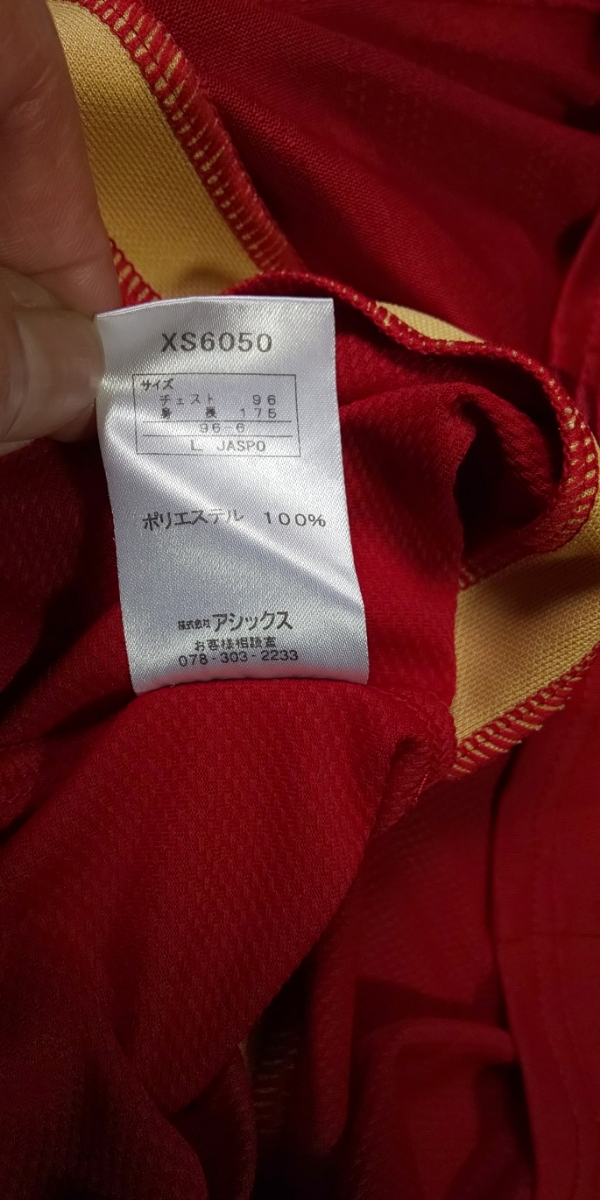 XS6050
サイズ
チェスト 96
身長 175
96-6
L JASPO
ポリエステル 100%
株式会社アシックス
お客様相談室
078-303-2233